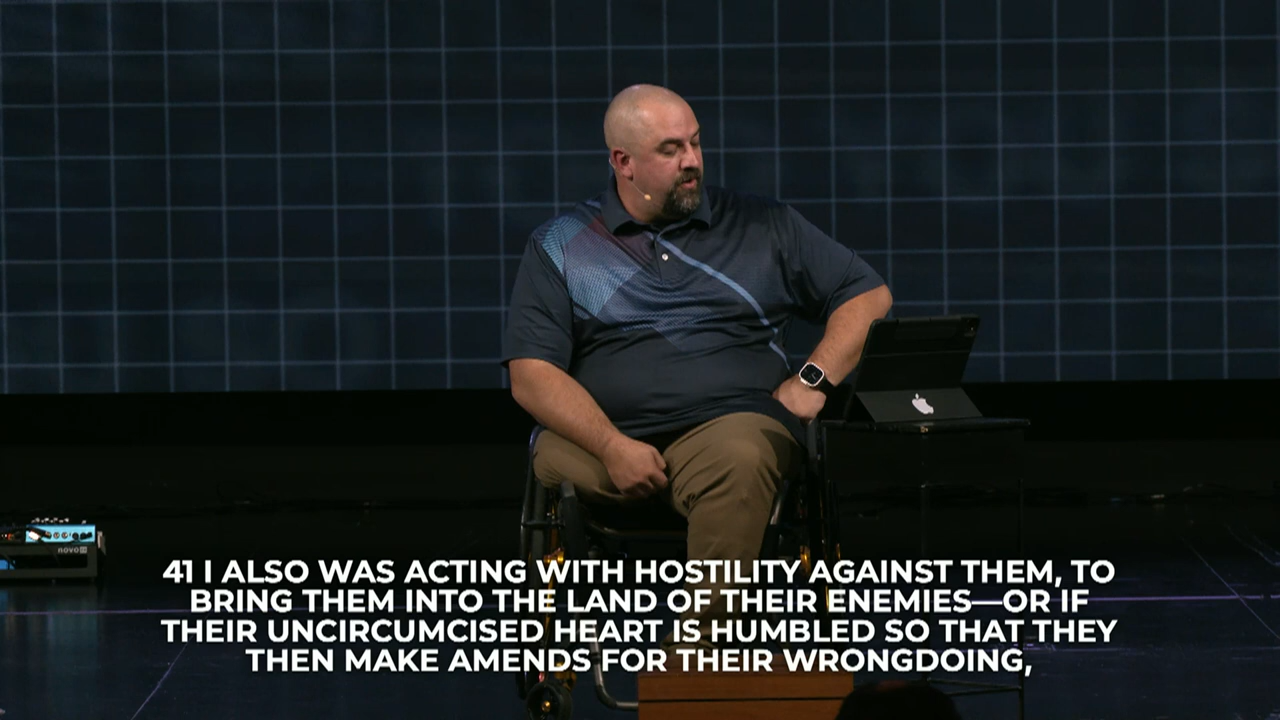 novo
41 I ALSO WAS ACTING WITH HOSTILITY AGAINST THEM, TO
BRING THEM INTO THE LAND OF THEIR ENEMIES—OR IF
THEIR UNCIRCUMCISED HEART IS HUMBLED SO THAT THEY
THEN MAKE AMENDS FOR THEIR WRONGDOING,